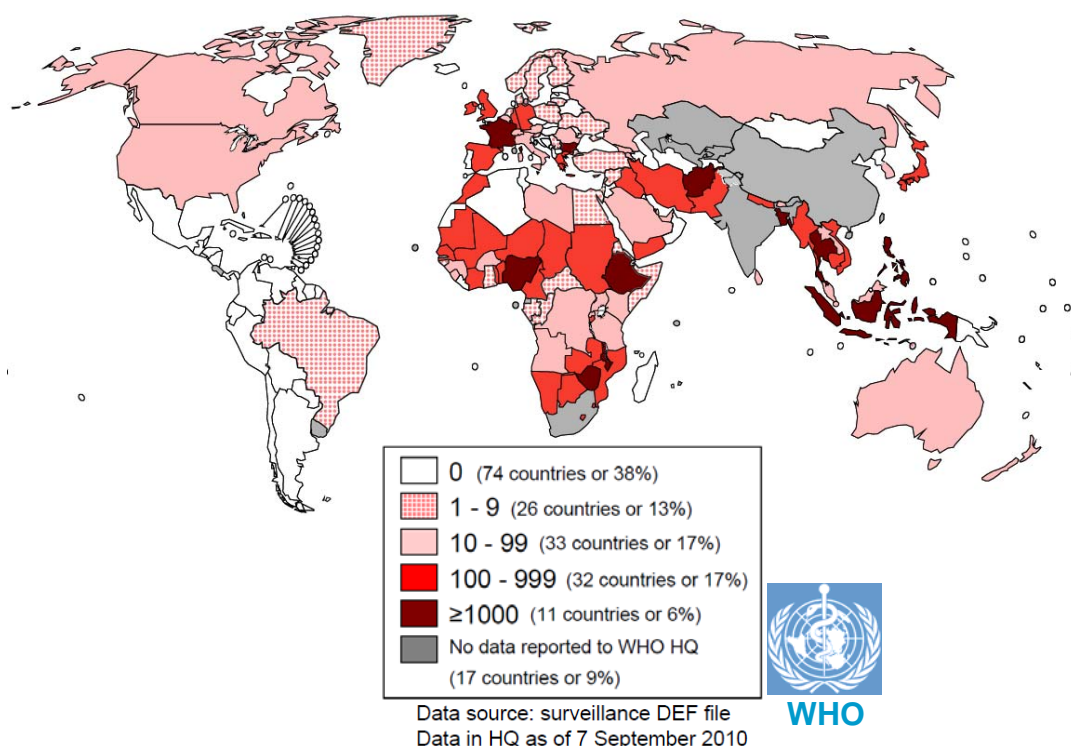 0 (74 countries or 38%)
1 - 9 (26 countries or 13%)
10 - 99 (33 countries or 17%)
100 - 999 (32 countries or 17%)
≥1000 (11 countries or 6%)
No data reported to WHO HQ
(17 countries or 9%)
WHO
Data source: surveillance DEF file
Data in HQ as of 7 September 2010